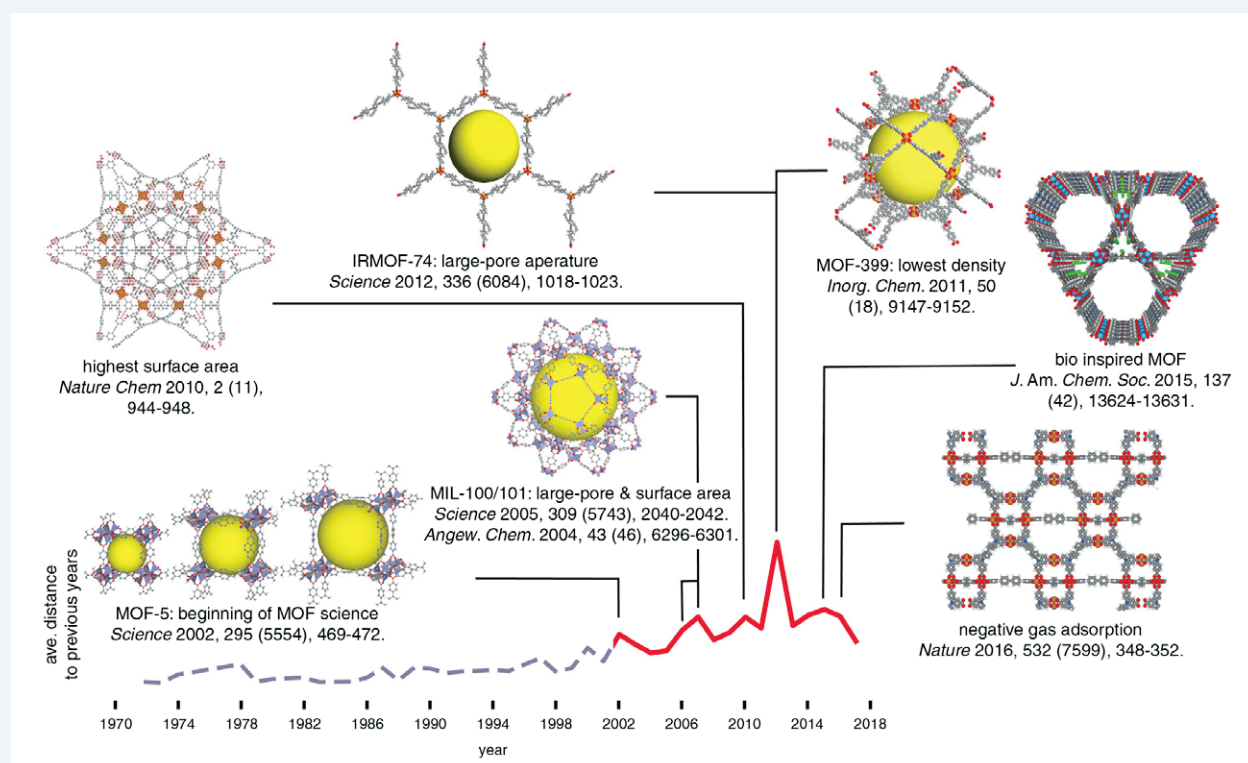 IRMOF-74: large-pore aperature
Science 2012, 336 (6084), 1018-1023.
MOF-399: lowest density
Inorg. Chem. 2011, 50
(18), 9147-9152.
highest surface area
Nature Chem 2010, 2 (11),
944-948.
bio inspired MOF
J. Am. Chem. Soc. 2015, 137
(42), 13624-13631.
MIL-100/101: large-pore & surface area
Science 2005, 309 (5743), 2040-2042.
Angew. Chem. 2004, 43 (46), 6296-6301.
MOF-5: beginning of MOF science
Science 2002, 295 (5554), 469-472.
negative gas adsorption
Nature 2016, 532 (7599), 348-352.
ave. distance
to previous years
1970 1974 1978 1982 1986 1990 1994 1998 2002 2006 2010 2014 2018
year